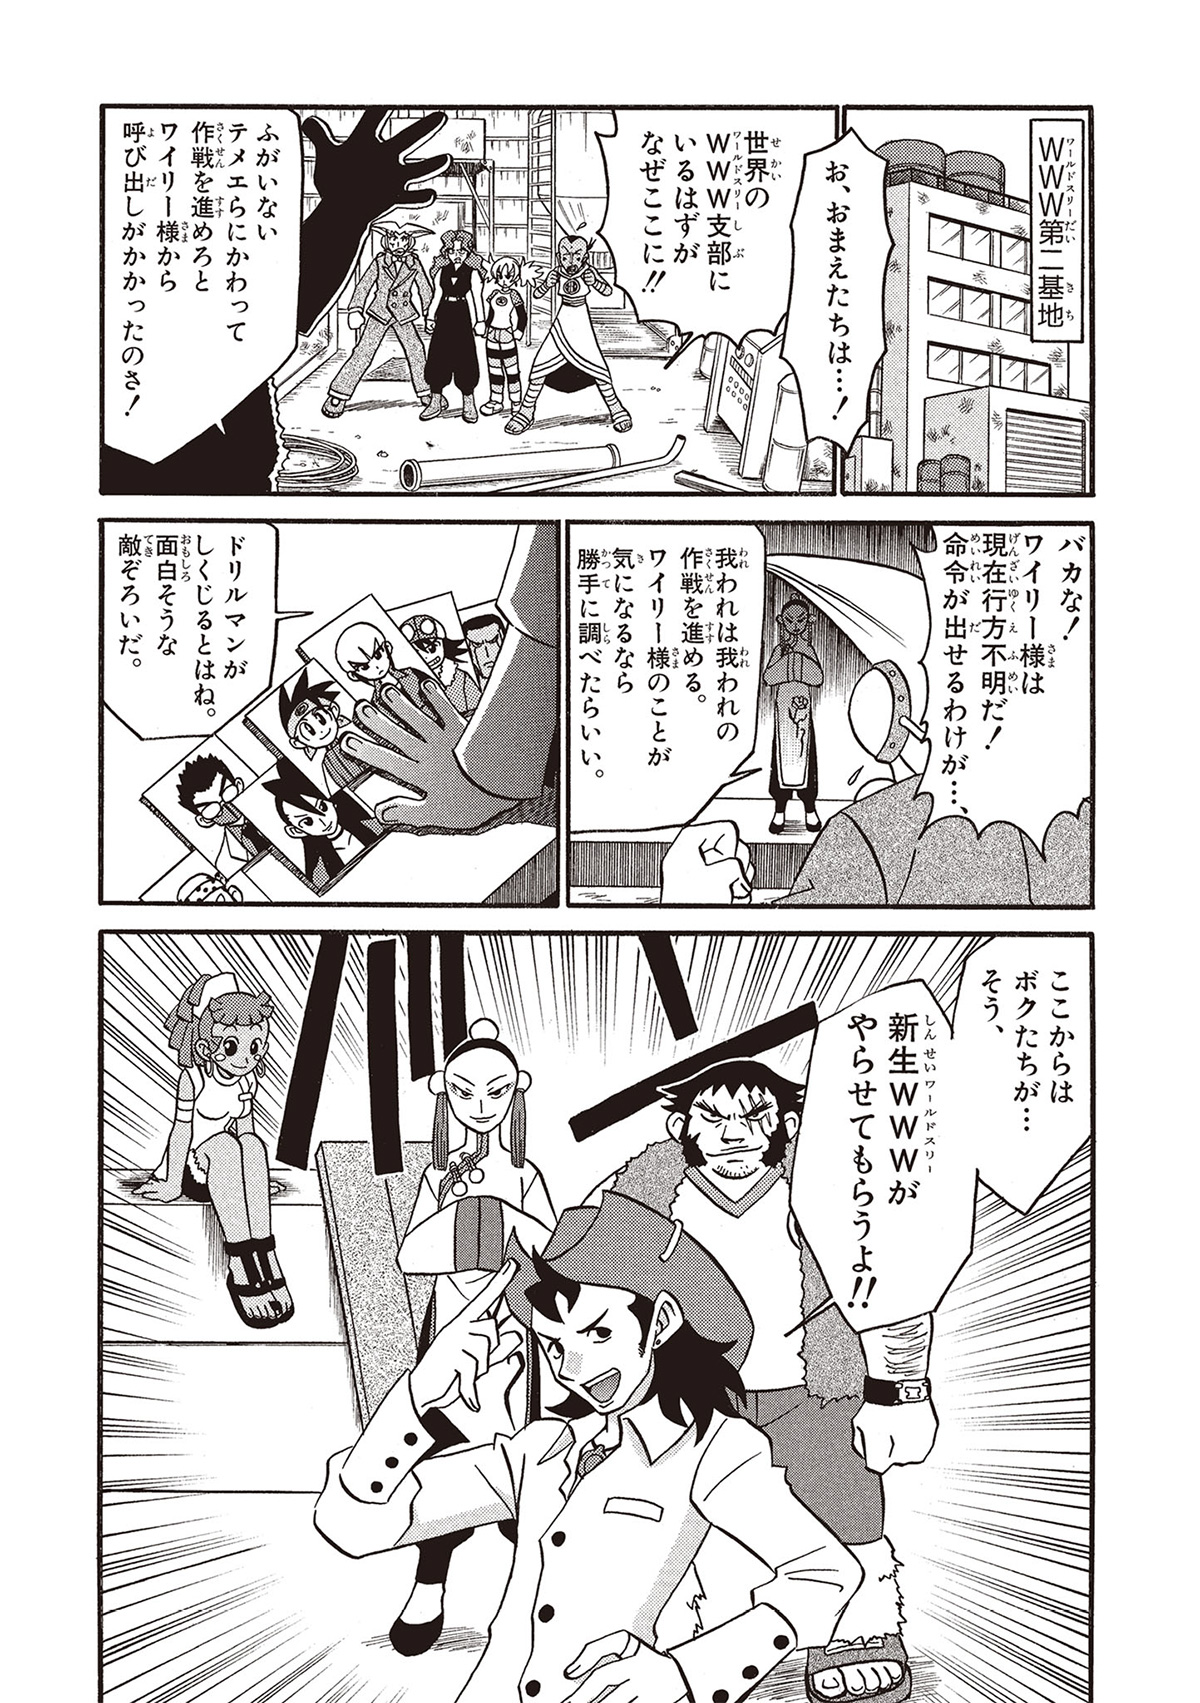 WWW第二基地
お、おまえたちは…!
世界の
WWW支部に
いるはずが
なぜここに!!
ふがいない
テメエらにかわって
作戦を進めろと
ワイリー様から
呼び出しがかかったのさ!
バカな!
ワイリー様は
現在行方不明だ!
命令が出せるわけが…、
我われは我われの
作戦を進める。
ワイリー様のことが
気になるなら
勝手に調べたらいい。
ドリルマンが
しくじるとはね。
面白そうな
敵ぞろいだ。
ここからは
ボクたちが…
そう、
新生WWWが
やらせてもらうよ!!